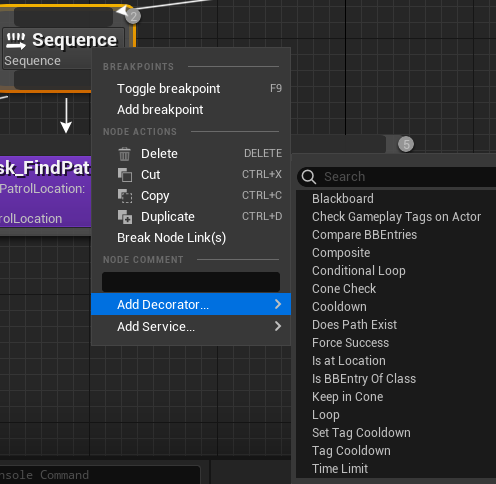 2
Sequence
Sequence
BREAKPOINTS
Toggle breakpoint F9
Add breakpoint
NODE ACTIONS
Delete DELETE
Cut CTRL+X
Copy CTRL+C
Duplicate CTRL+D
Break Node Link(s)
NODE COMMENT
Add Decorator...
Add Service...
sk_FindPat
PatrolLocation:
rolLocation
5
Search
Blackboard
Check Gameplay Tags on Actor
Compare BBEntries
Composite
Conditional Loop
Cone Check
Cooldown
Does Path Exist
Force Success
Is at Location
Is BBEntry Of Class
Keep in Cone
Loop
Set Tag Cooldown
Tag Cooldown
Time Limit
nsole Command